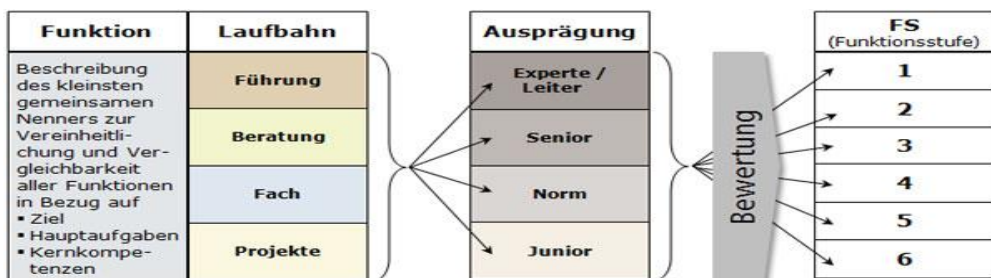 Funktion
Beschreibung
des kleinsten
gemeinsamen
Nenners zur
Vereinheitli-
chung und Ver-
gleichbarkeit
aller Funktionen
in Bezug auf
▪ Ziel
▪ Hauptaufgaben
▪ Kernkompe-
tenzen
Laufbahn
Führung
Beratung
Fach
Projekte
Ausprägung
Experte /
Leiter
Senior
Norm
Junior
Bewertung
FS
(Funktionsstufe)
1
2
3
4
5
6